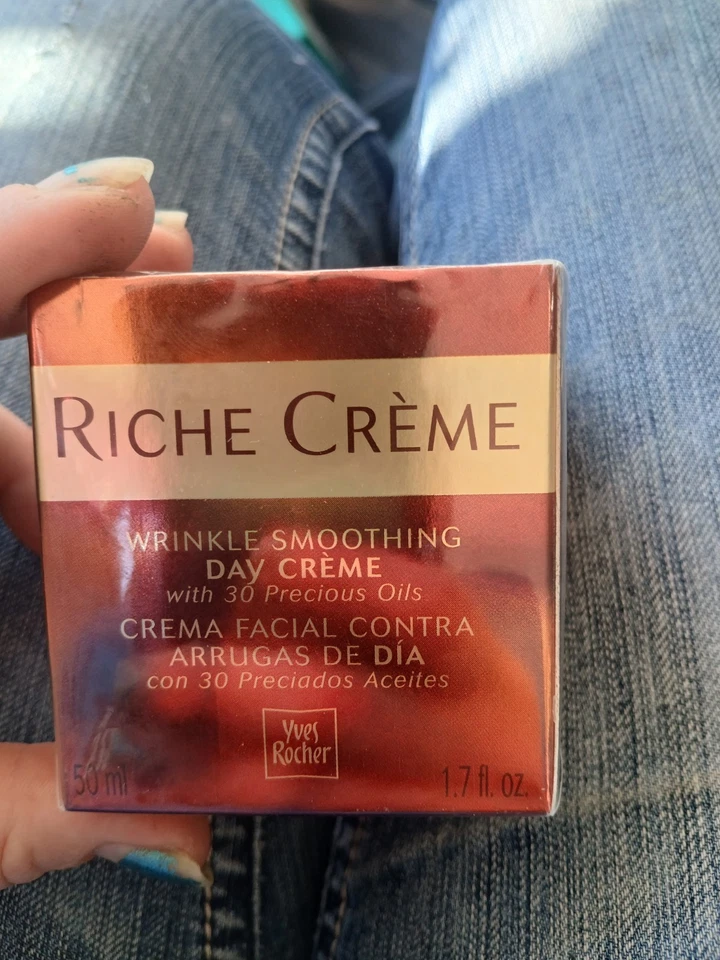 RICHE CRÈME
WRINKLE SMOOTHING
DAY CRÈME
with 30 Precious Oils
CREMA FACIAL CONTRA
ARRUGAS DE DÍA
con 30 Preciados Aceites
Yves
Rocher
50 ml 1.7 fl. oz.